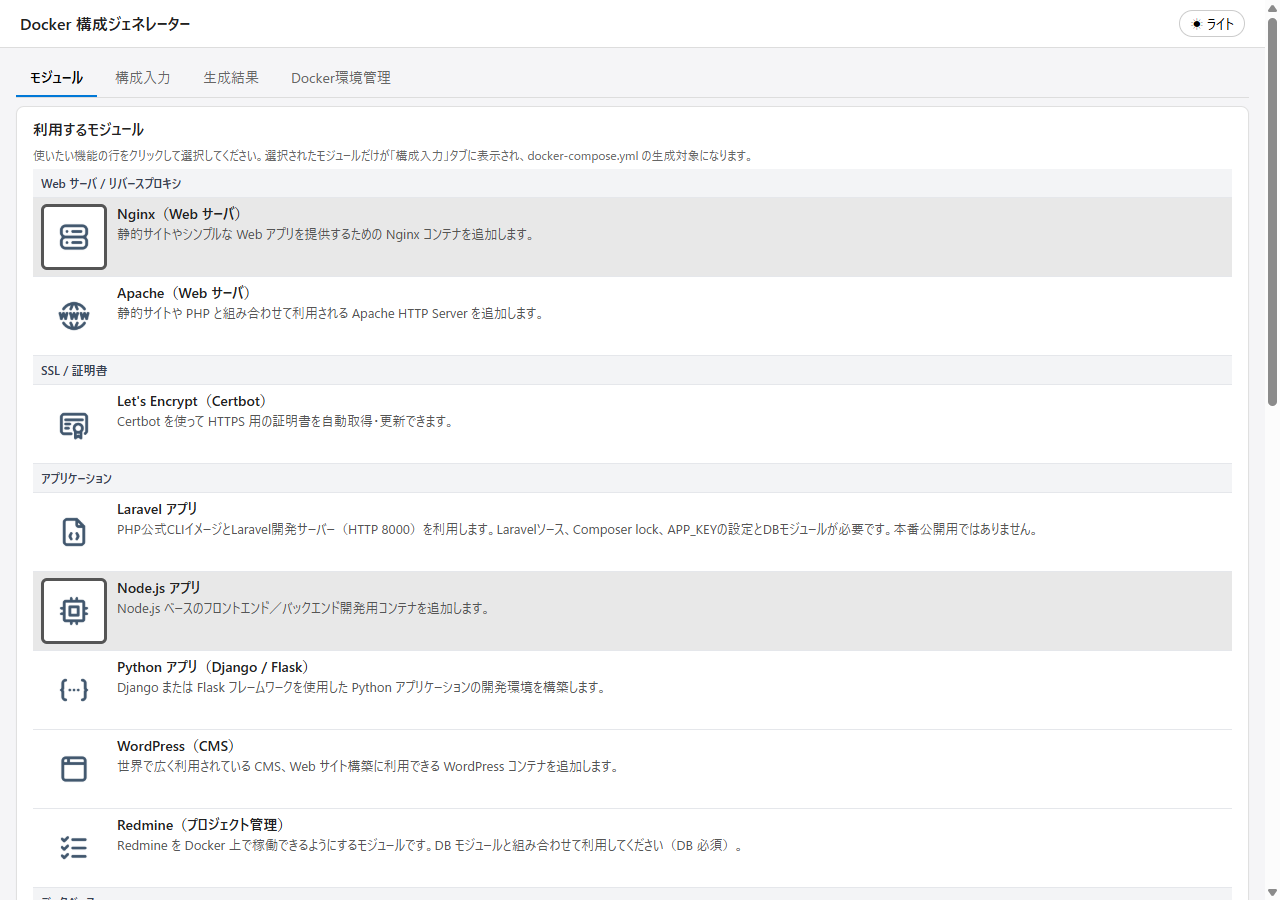 Docker 構成ジェネレーター
ライト
モジュール
構成入力
生成結果
Docker環境管理
利用するモジュール
使いたい機能の行をクリックして選択してください。選択されたモジュールだけが「構成入力」タブに表示され、docker-compose.yml の生成対象になります。
Web サーバ / リバースプロキシ
Nginx（Web サーバ）
静的サイトやシンプルな Web アプリを提供するための Nginx コンテナを追加します。
WWW
Apache（Web サーバ）
静的サイトや PHP と組み合わせて利用される Apache HTTP Server を追加します。
SSL / 証明書
Let's Encrypt（Certbot）
Certbot を使って HTTPS 用の証明書を自動取得・更新できます。
アプリケーション
Laravel アプリ
PHP公式CLIイメージとLaravel開発サーバー（HTTP 8000）を利用します。Laravelソース、Composer lock、APP_KEYの設定とDBモジュールが必要です。本番公開用ではありません。
Node.js アプリ
Node.js ベースのフロントエンド／バックエンド開発用コンテナを追加します。
Python アプリ（Django / Flask）
Django または Flask フレームワークを使用した Python アプリケーションの開発環境を構築します。
WordPress（CMS）
世界で広く利用されている CMS、Web サイト構築に利用できる WordPress コンテナを追加します。
Redmine（プロジェクト管理）
Redmine を Docker 上で稼働できるようにするモジュールです。DB モジュールと組み合わせて利用してください（DB 必須）。